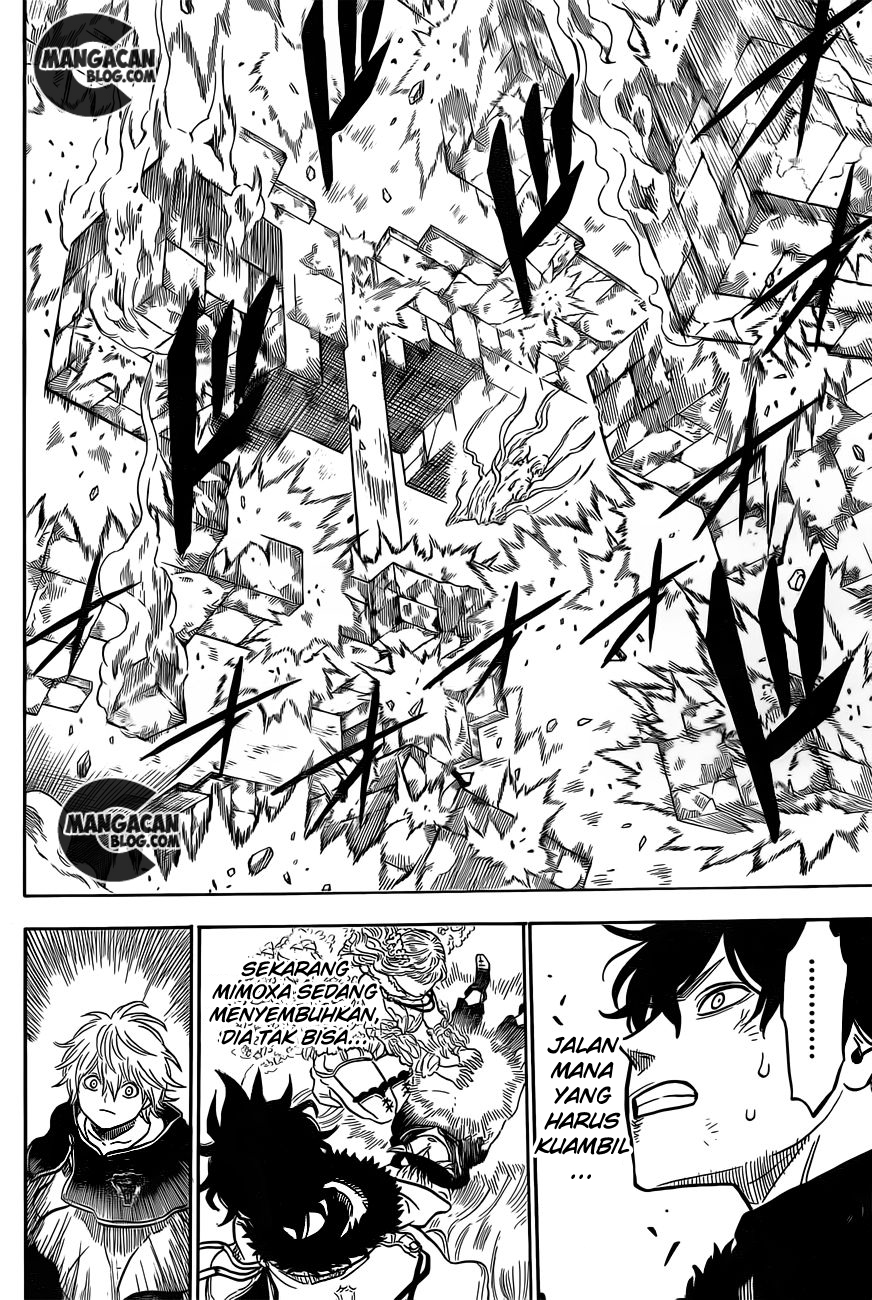 MANGACAN
BLOG.COM
MANGACAN
BLOG.COM
.........
JALAN
MANA
YANG
HARUS
KUAMBIL
...
SEKARANG
MIMOXA SEDANG
MENYEMBUHKAN,
DIA TAK BISA...